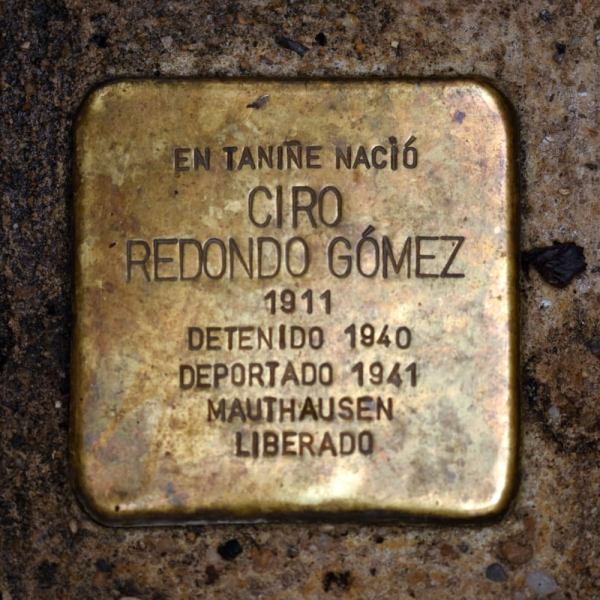 EN TANIÑE NACIÓ
CIRO
REDONDO GÓMEZ
1911
DETENIDO 1940
DEPORTADO 1941
MAUTHAUSEN
LIBERADO